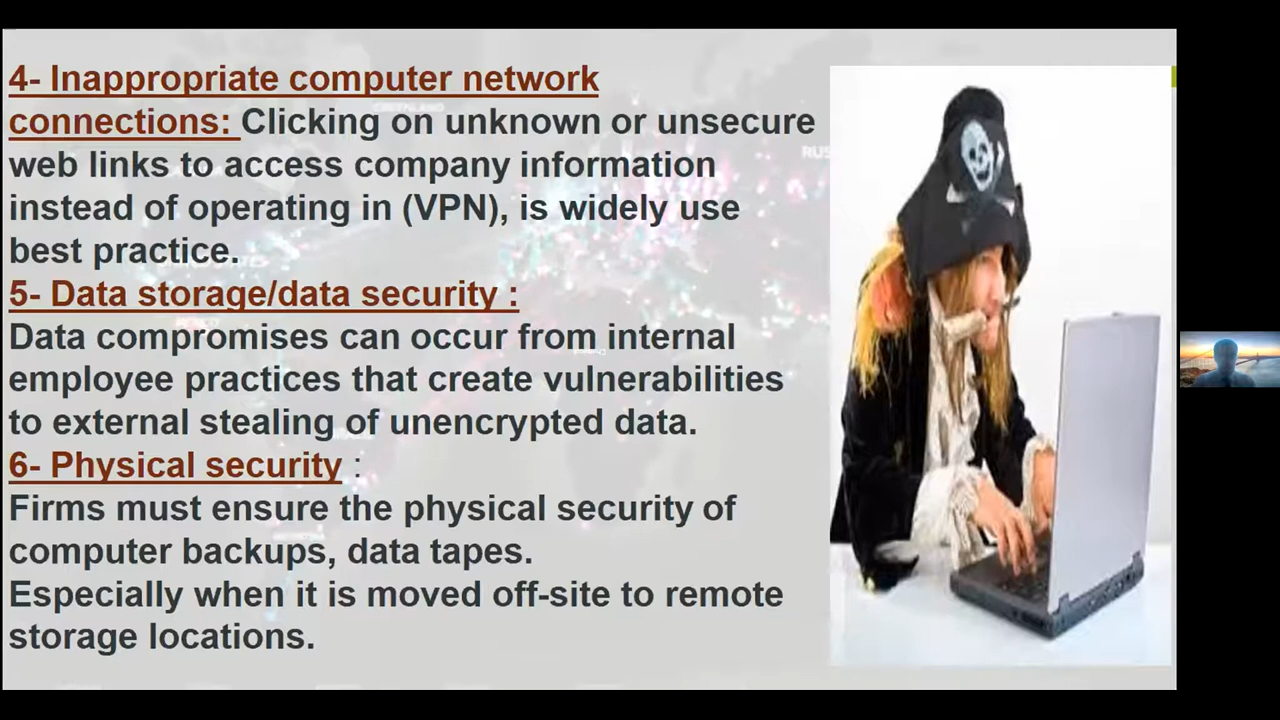 4- Inappropriate computer network
connections: Clicking on unknown or unsecure
web links to access company information
instead of operating in (VPN), is widely use
best practice.
5- Data storage/data security :
Data compromises can occur from internal
employee practices that create vulnerabilities
to external stealing of unencrypted data.
6- Physical security :
Firms must ensure the physical security of
computer backups, data tapes.
Especially when it is moved off-site to remote
storage locations.
GREENLAND